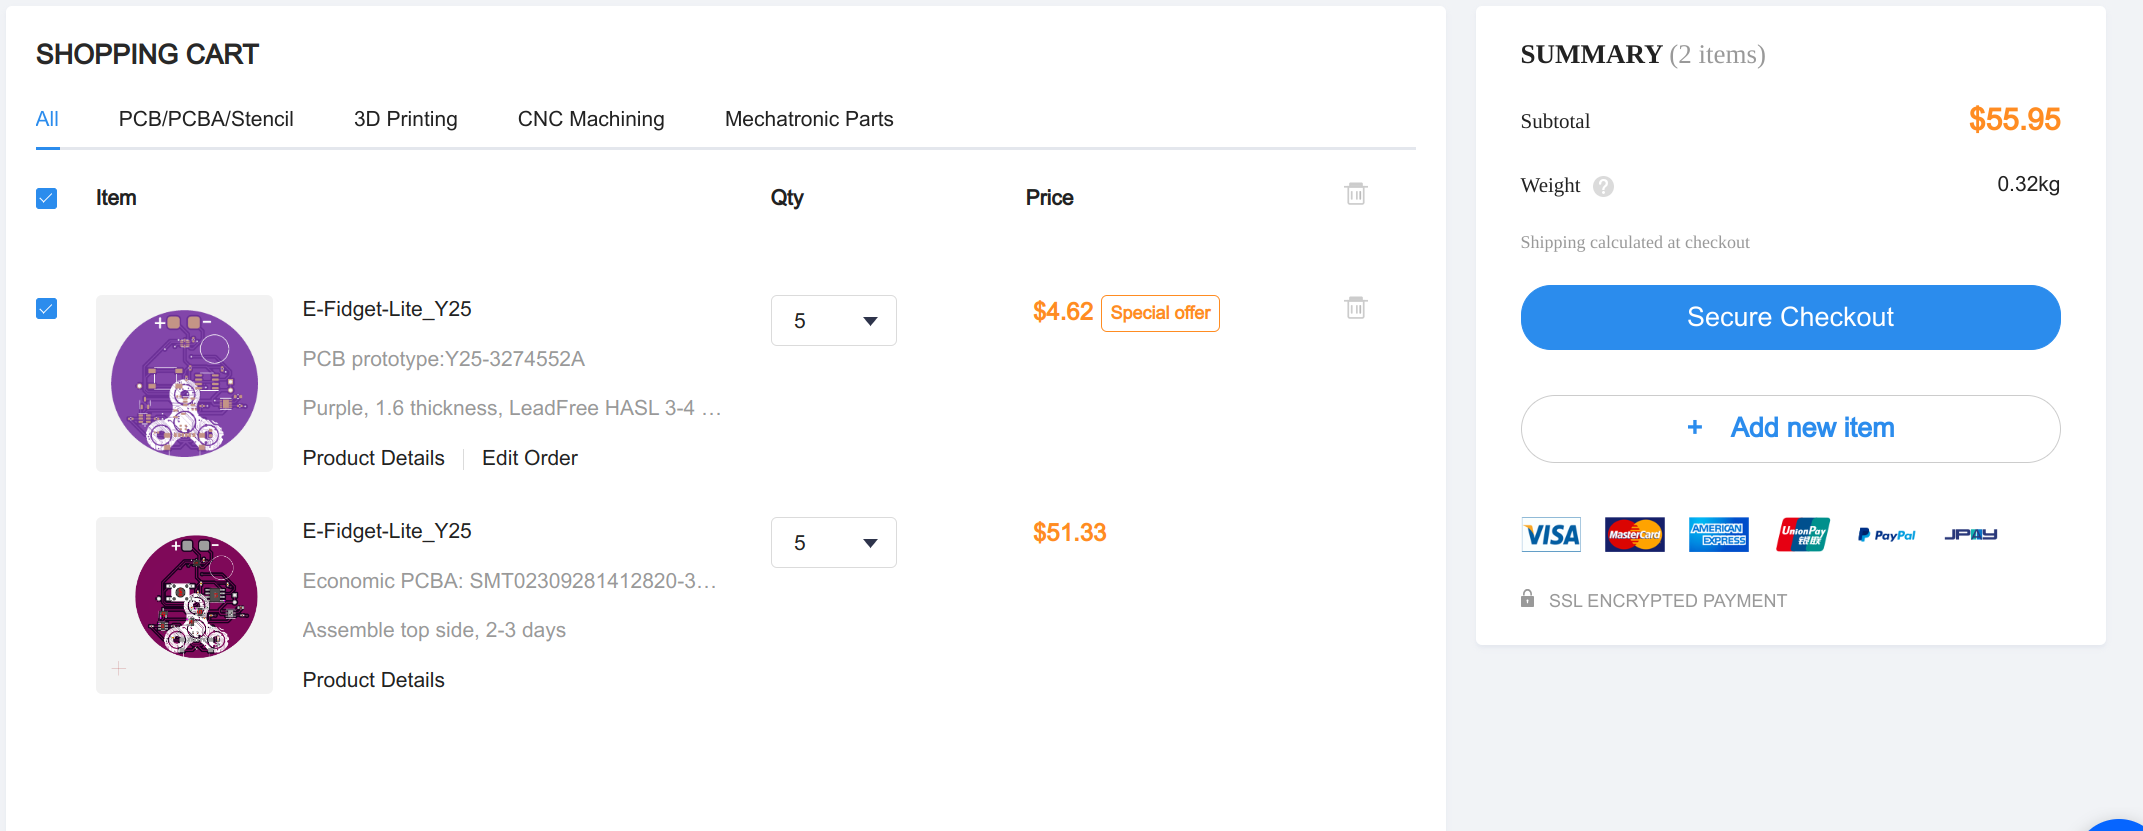 SHOPPING CART
All PCB/PCBA/Stencil 3D Printing CNC Machining Mechatronic Parts
Item Qty Price
E-Fidget-Lite_Y25 5 $4.62 Special offer
PCB prototype:Y25-3274552A
Purple, 1.6 thickness, LeadFree HASL 3-4 ...
Product Details Edit Order
E-Fidget-Lite_Y25 5 $51.33
Economic PCBA: SMT02309281412820-3...
Assemble top side, 2-3 days
Product Details
SUMMARY (2 items)
Subtotal $55.95
Weight ? 0.32kg
Shipping calculated at checkout
Secure Checkout
+ Add new item
VISA MasterCard AMERICAN EXPRESS UnionPay 银联 PayPal JPAY
SSL ENCRYPTED PAYMENT